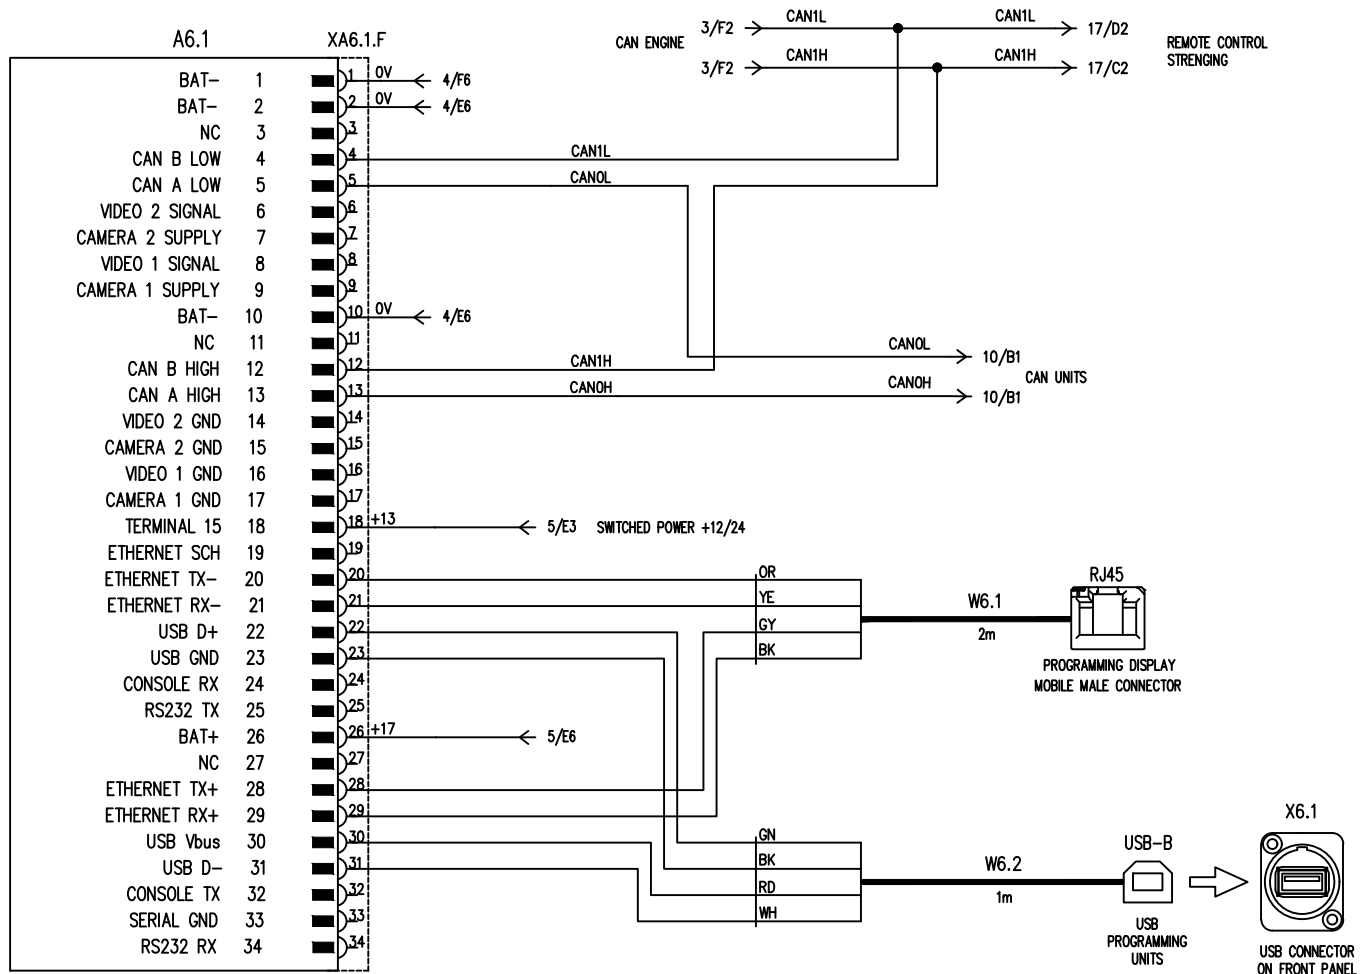 A6.1
XA6.1.F
BAT- 1 1 0V 4/F6
BAT- 2 2 0V 4/E6
NC 3 3
CAN B LOW 4 4 CAN1L
CAN A LOW 5 5 CAN0L
VIDEO 2 SIGNAL 6 6
CAMERA 2 SUPPLY 7 7
VIDEO 1 SIGNAL 8 8
CAMERA 1 SUPPLY 9 9
BAT- 10 10 0V 4/E6
NC 11 11
CAN B HIGH 12 12 CAN1H
CAN A HIGH 13 13 CAN0H
VIDEO 2 GND 14 14
CAMERA 2 GND 15 15
VIDEO 1 GND 16 16
CAMERA 1 GND 17 17
TERMINAL 15 18 18 +13 5/E3 SWITCHED POWER +12/24
ETHERNET SCH 19 19
ETHERNET TX- 20 20
ETHERNET RX- 21 21
USB D+ 22 22
USB GND 23 23
CONSOLE RX 24 24
RS232 TX 25 25
BAT+ 26 26 +17 5/E6
NC 27 27
ETHERNET TX+ 28 28
ETHERNET RX+ 29 29
USB Vbus 30 30
USB D- 31 31
CONSOLE TX 32 32
SERIAL GND 33 33
RS232 RX 34 34
CAN ENGINE
3/F2 CAN1L CAN1L 17/D2
3/F2 CAN1H CAN1H 17/C2
REMOTE CONTROL
STRENGING
CAN0L 10/B1
CAN0H 10/B1
CAN UNITS
OR
YE
GY
BK
W6.1
2m
RJ45
PROGRAMMING DISPLAY
MOBILE MALE CONNECTOR
GN
BK
RD
WH
W6.2
1m
USB-B
USB
PROGRAMMING
UNITS
X6.1
USB CONNECTOR
ON FRONT PANEL